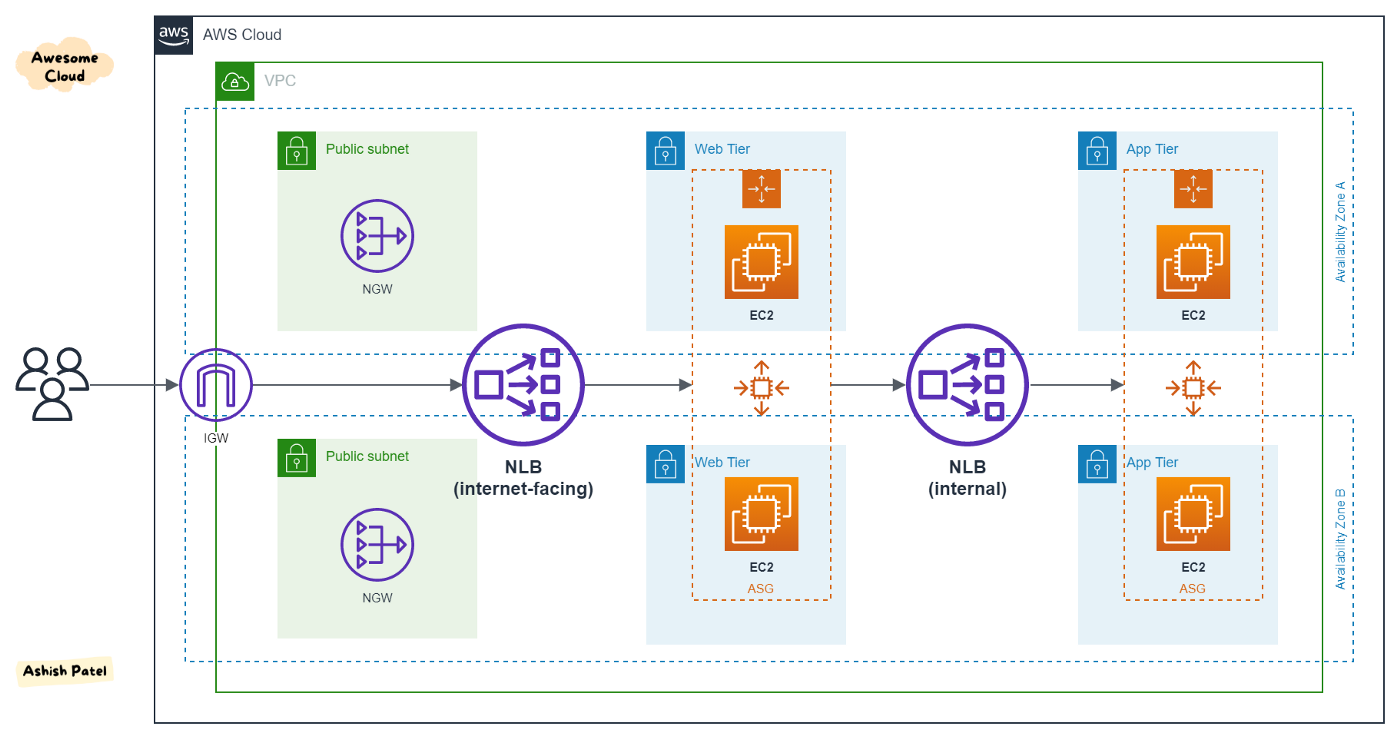 aws
AWS Cloud
Awesome
Cloud
VPC
Public subnet
Web Tier
App Tier
Availability Zone A
NGW
EC2
EC2
IGW
Public subnet
Web Tier
App Tier
NLB
(internet-facing)
NLB
(internal)
Availability Zone B
EC2
EC2
ASG
ASG
NGW
Ashish Patel